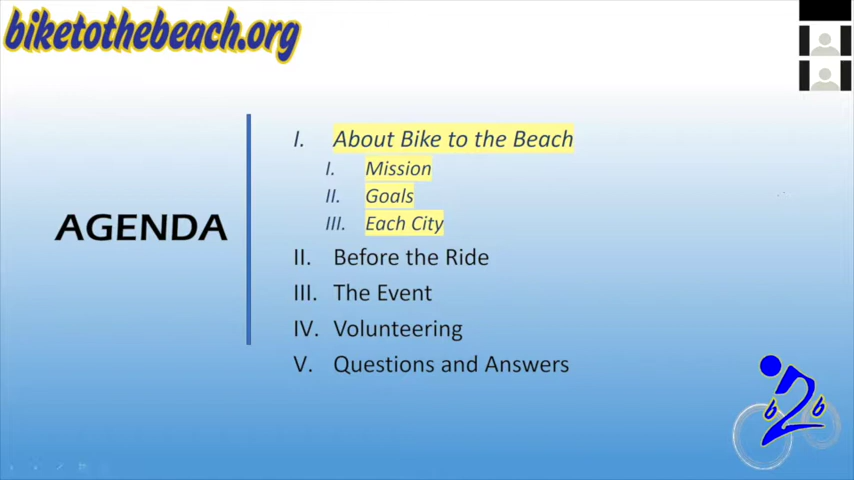 biketothebeach.org
AGENDA
I. About Bike to the Beach
I. Mission
II. Goals
III. Each City
II. Before the Ride
III. The Event
IV. Volunteering
V. Questions and Answers
b2b